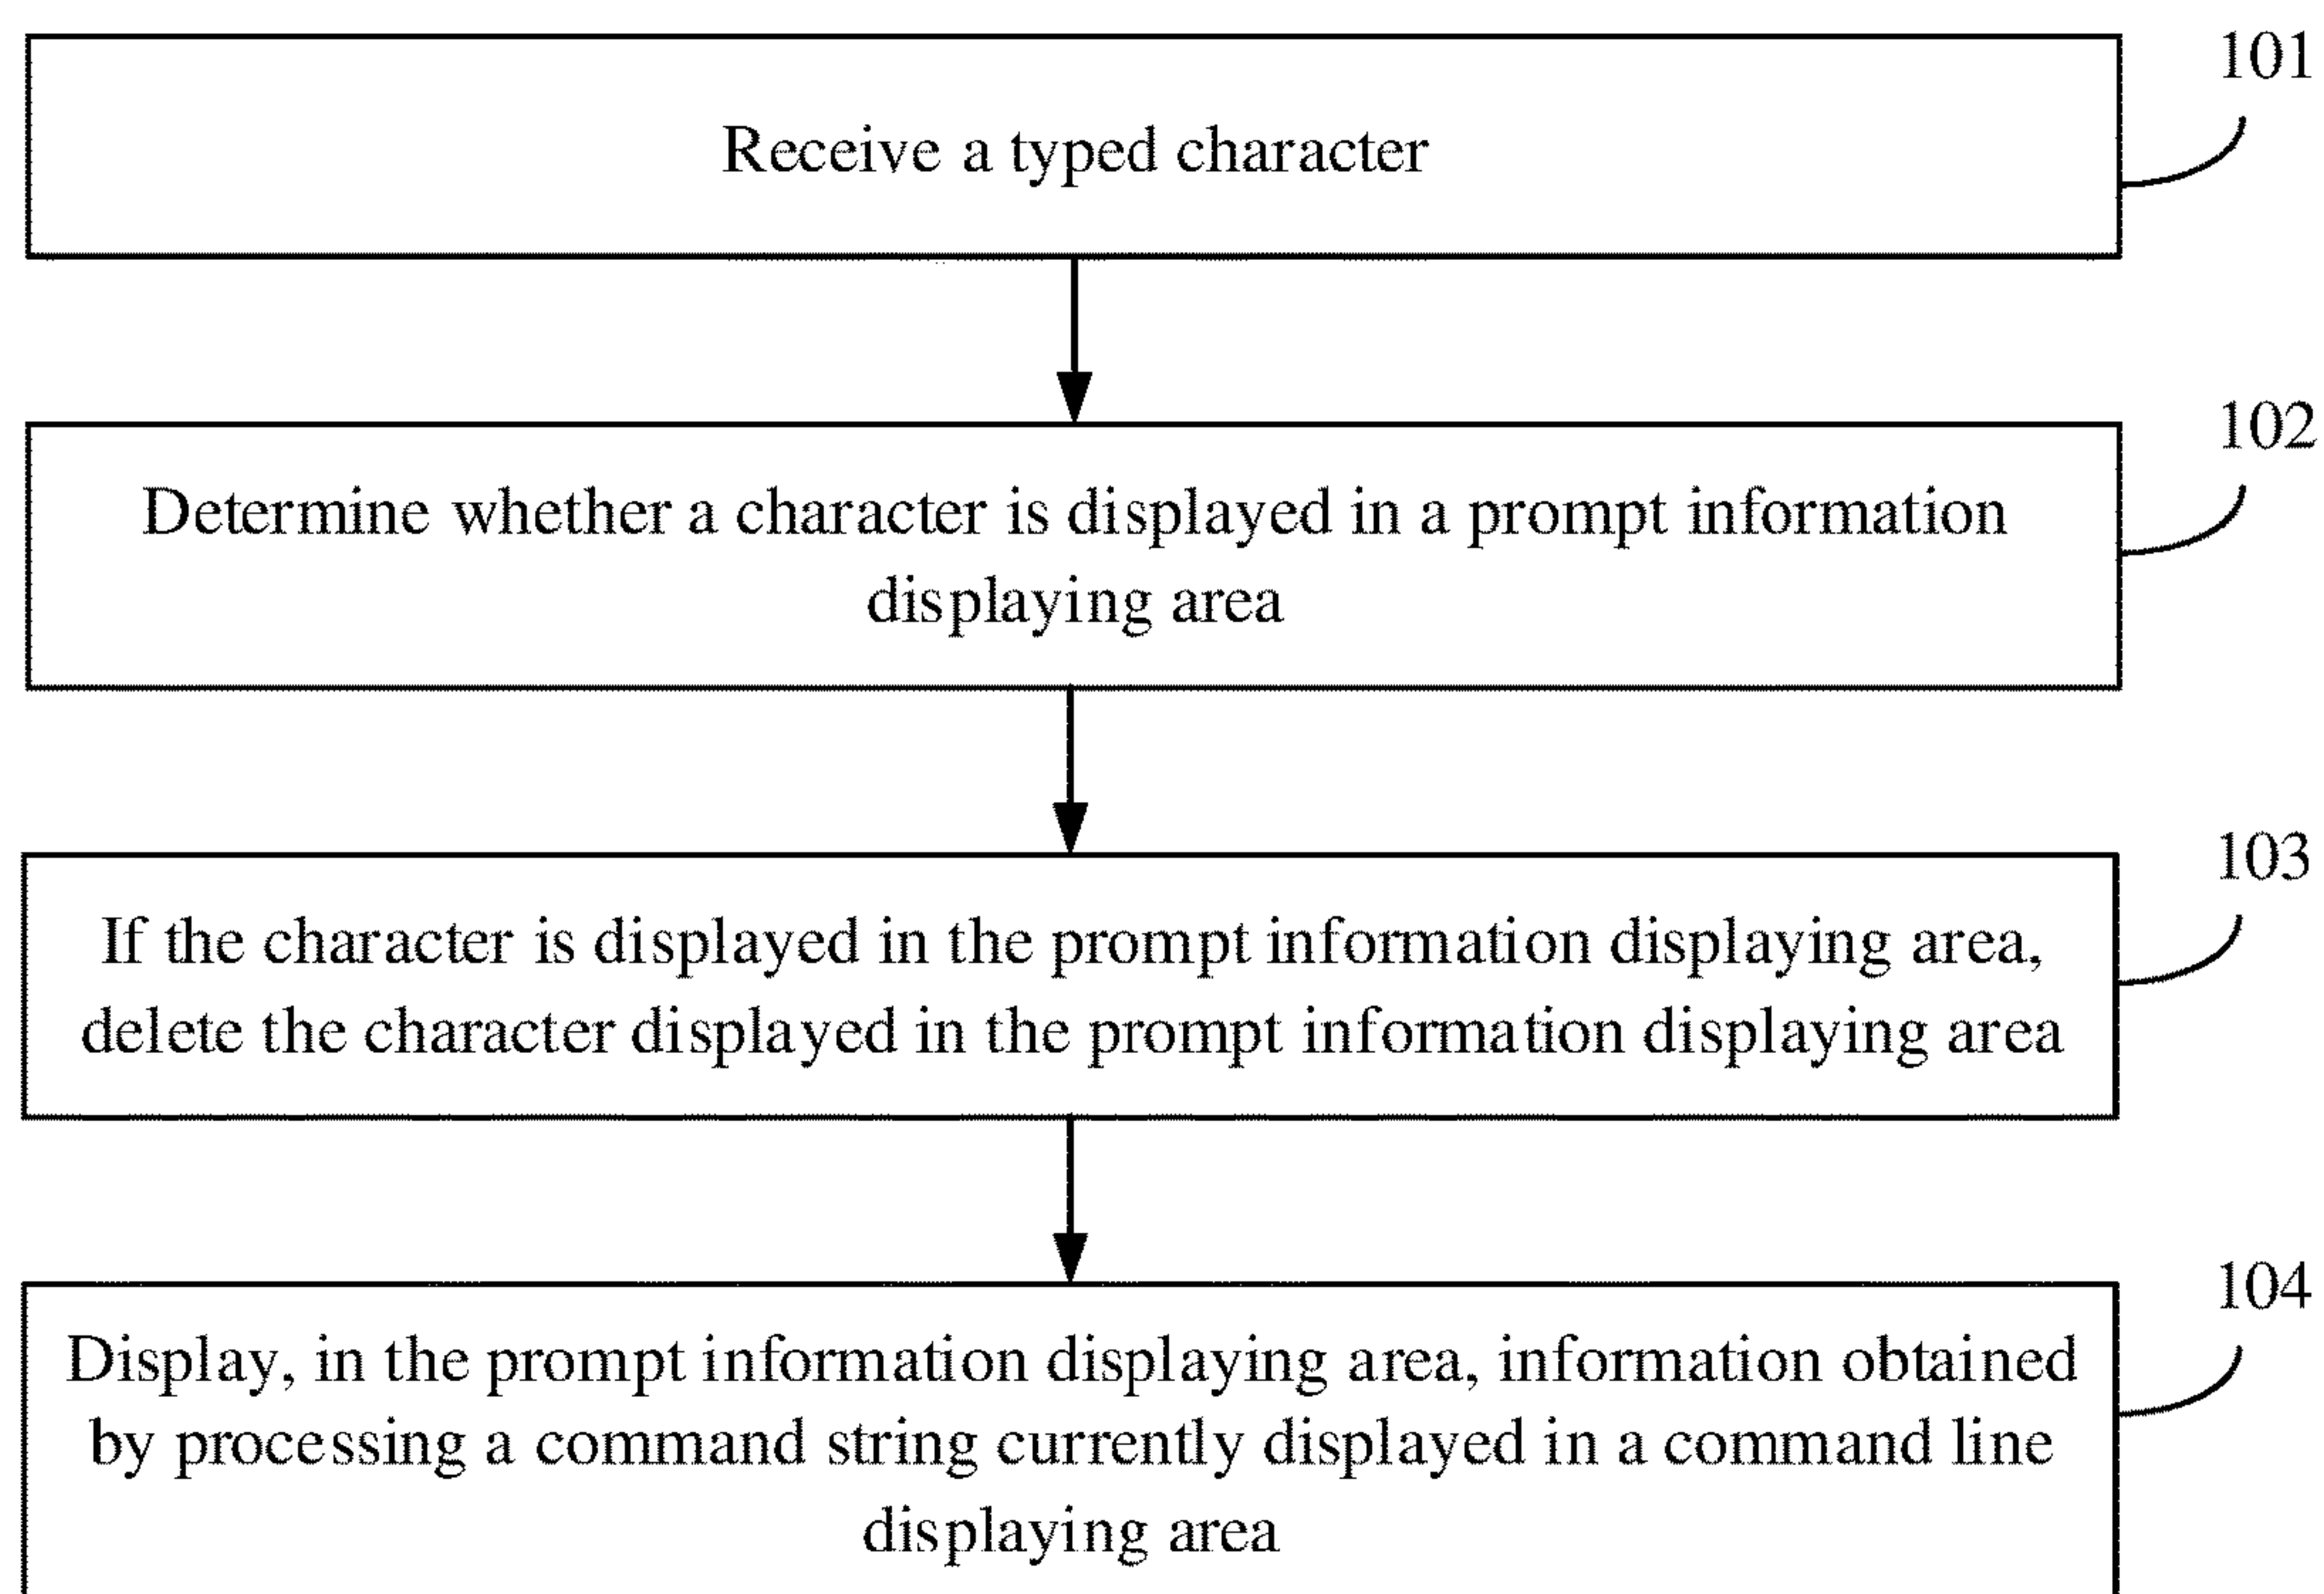 101
Receive a typed character
102
Determine whether a character is displayed in a prompt information
displaying area
103
If the character is displayed in the prompt information displaying area,
delete the character displayed in the prompt information displaying area
104
Display, in the prompt information displaying area, information obtained
by processing a command string currently displayed in a command line
displaying area